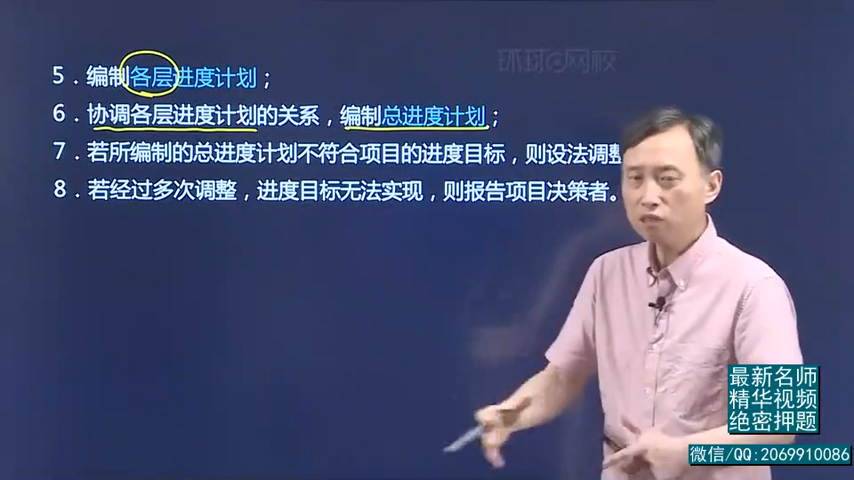 环球网校
5．编制各层进度计划；
6．协调各层进度计划的关系，编制总进度计划；
7．若所编制的总进度计划不符合项目的进度目标，则设法调整
8．若经过多次调整，进度目标无法实现，则报告项目决策者。
最新名师
精华视频
绝密押题
微信/QQ:2069910086